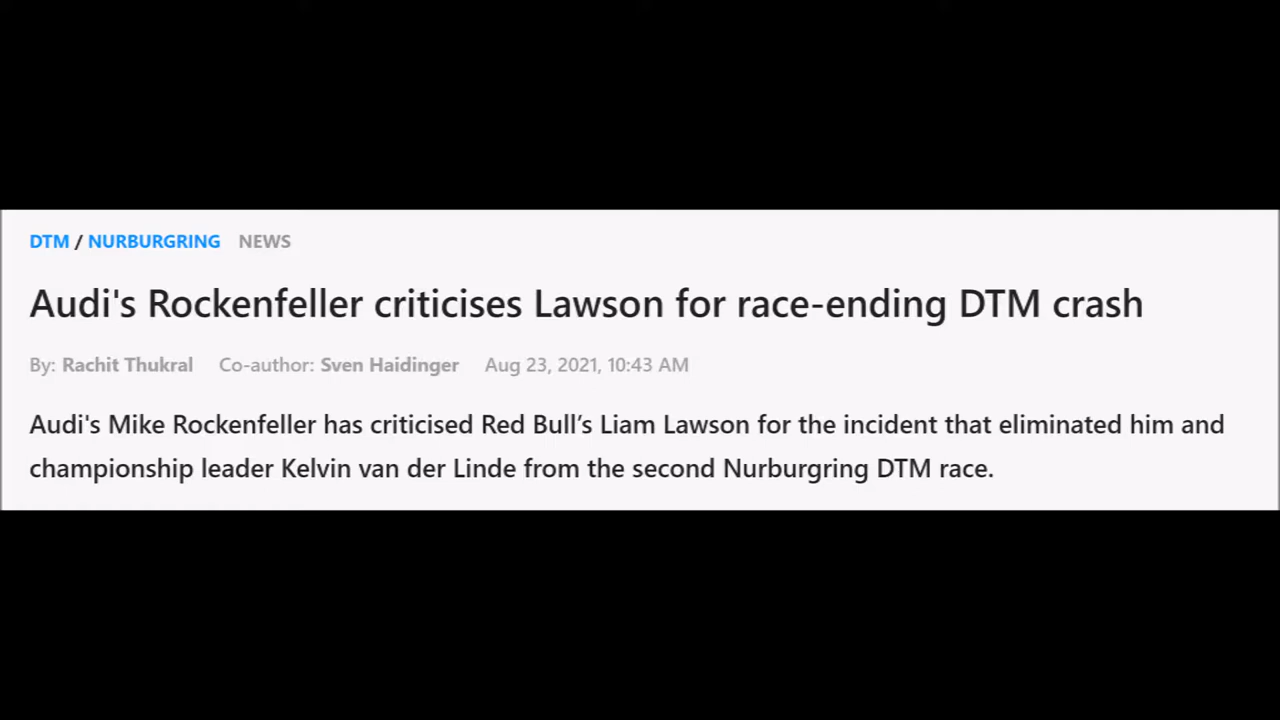 DTM / NURBURGRING NEWS
Audi's Rockenfeller criticises Lawson for race-ending DTM crash
By: Rachit Thukral Co-author: Sven Haidinger Aug 23, 2021, 10:43 AM
Audi's Mike Rockenfeller has criticised Red Bull’s Liam Lawson for the incident that eliminated him and
championship leader Kelvin van der Linde from the second Nurburgring DTM race.